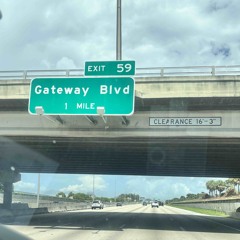 EXIT 59
Gateway Blvd
1 MILE
CLEARANCE 16'-3"